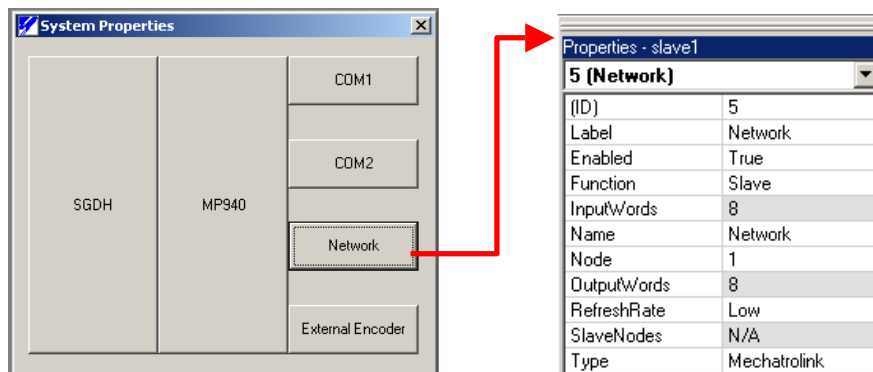 System Properties
SGDH
MP940
COM1
COM2
Network
External Encoder
Properties - slave1
5 (Network)
(ID) 5
Label Network
Enabled True
Function Slave
InputWords 8
Name Network
Node 1
OutputWords 8
RefreshRate Low
SlaveNodes N/A
Type Mechatrolink